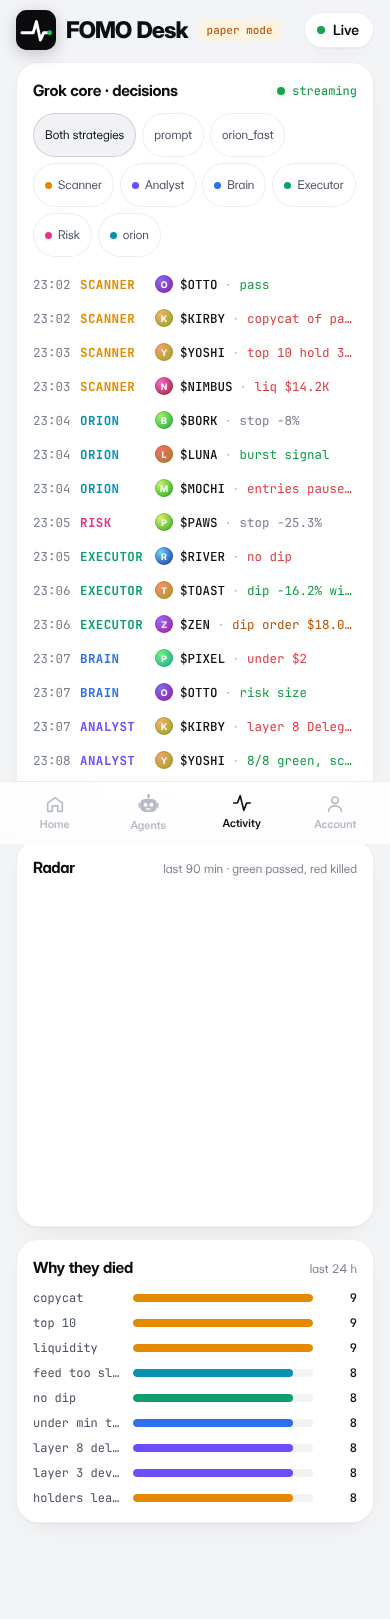 FOMO Desk paper mode Live
Grok core · decisions streaming
Both strategies prompt orion_fast
Scanner Analyst Brain Executor
Risk orion
23:02 SCANNER O $OTTO · pass
23:02 SCANNER K $KIRBY · copycat of pa…
23:03 SCANNER Y $YOSHI · top 10 hold 3…
23:03 SCANNER N $NIMBUS · liq $14.2K
23:04 ORION B $BORK · stop -8%
23:04 ORION L $LUNA · burst signal
23:04 ORION M $MOCHI · entries pause…
23:05 RISK P $PAWS · stop -25.3%
23:05 EXECUTOR R $RIVER · no dip
23:06 EXECUTOR T $TOAST · dip -16.2% wi…
23:06 EXECUTOR Z $ZEN · dip order $18.0…
23:07 BRAIN P $PIXEL · under $2
23:07 BRAIN O $OTTO · risk size
23:07 ANALYST K $KIRBY · layer 8 Deleg…
23:08 ANALYST Y $YOSHI · 8/8 green, sc…
Home Agents Activity Account
Radar last 90 min · green passed, red killed
Why they died last 24 h
copycat 9
top 10 9
liquidity 9
feed too sl… 8
no dip 8
under min t… 8
layer 8 del… 8
layer 3 dev… 8
holders lea… 8